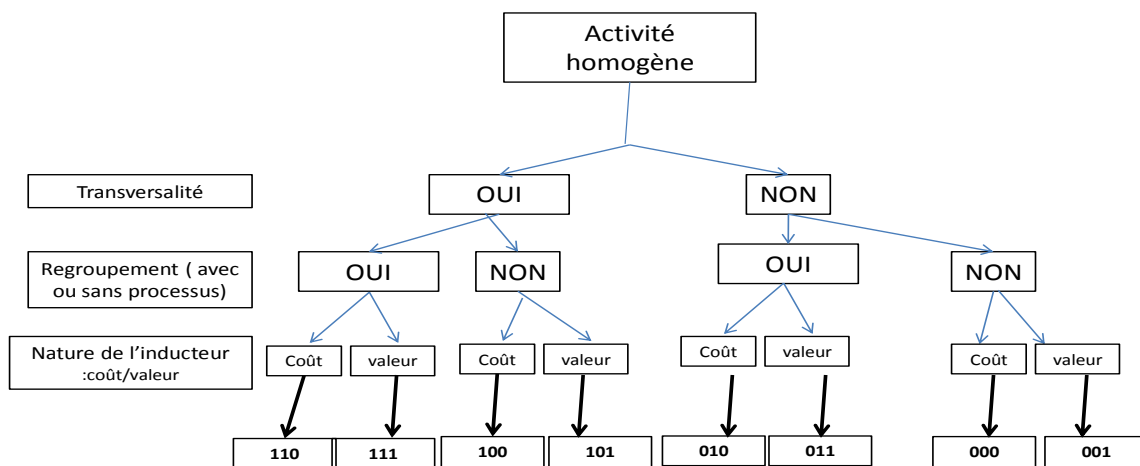 Activité
homogène
Transversalité
OUI
NON
Regroupement ( avec
ou sans processus)
OUI
NON
OUI
NON
Nature de l'inducteur
:coût/valeur
Coût
valeur
Coût
valeur
Coût
valeur
Coût
valeur
110
111
100
101
010
011
000
001